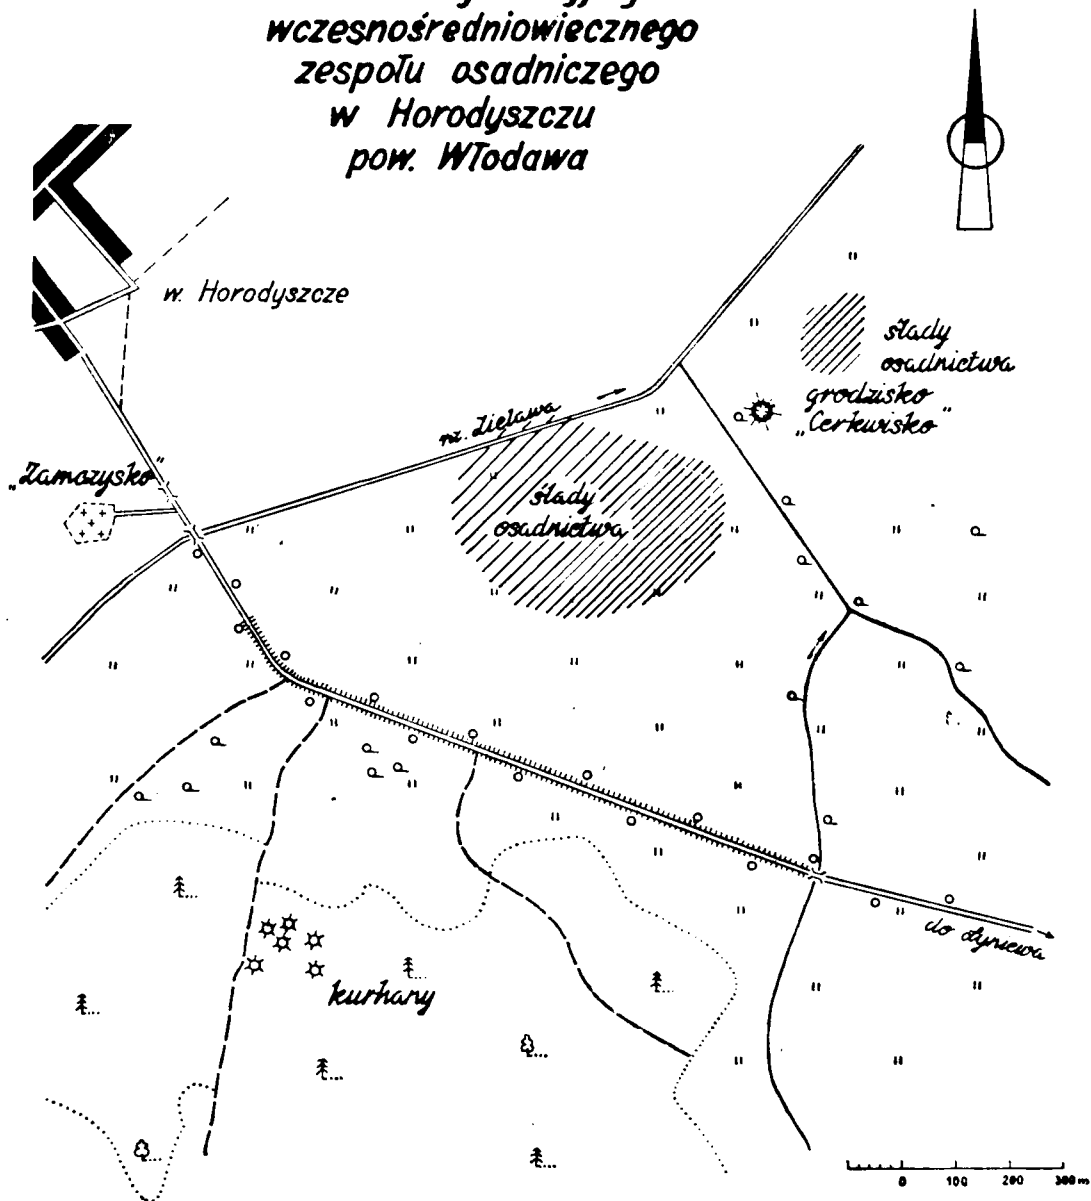 wczesnośredniowiecznego
zespołu osadniczego
w Horodyszczu
pow. Włodawa
w. Horodyszcze
ślady
osadnictwa
grodzisko
„Cerkwisko"
rz. Zielawa
„Zamczysko"
ślady
osadnictwa
do Łyniewa
kurhany
0 100 200 300 m